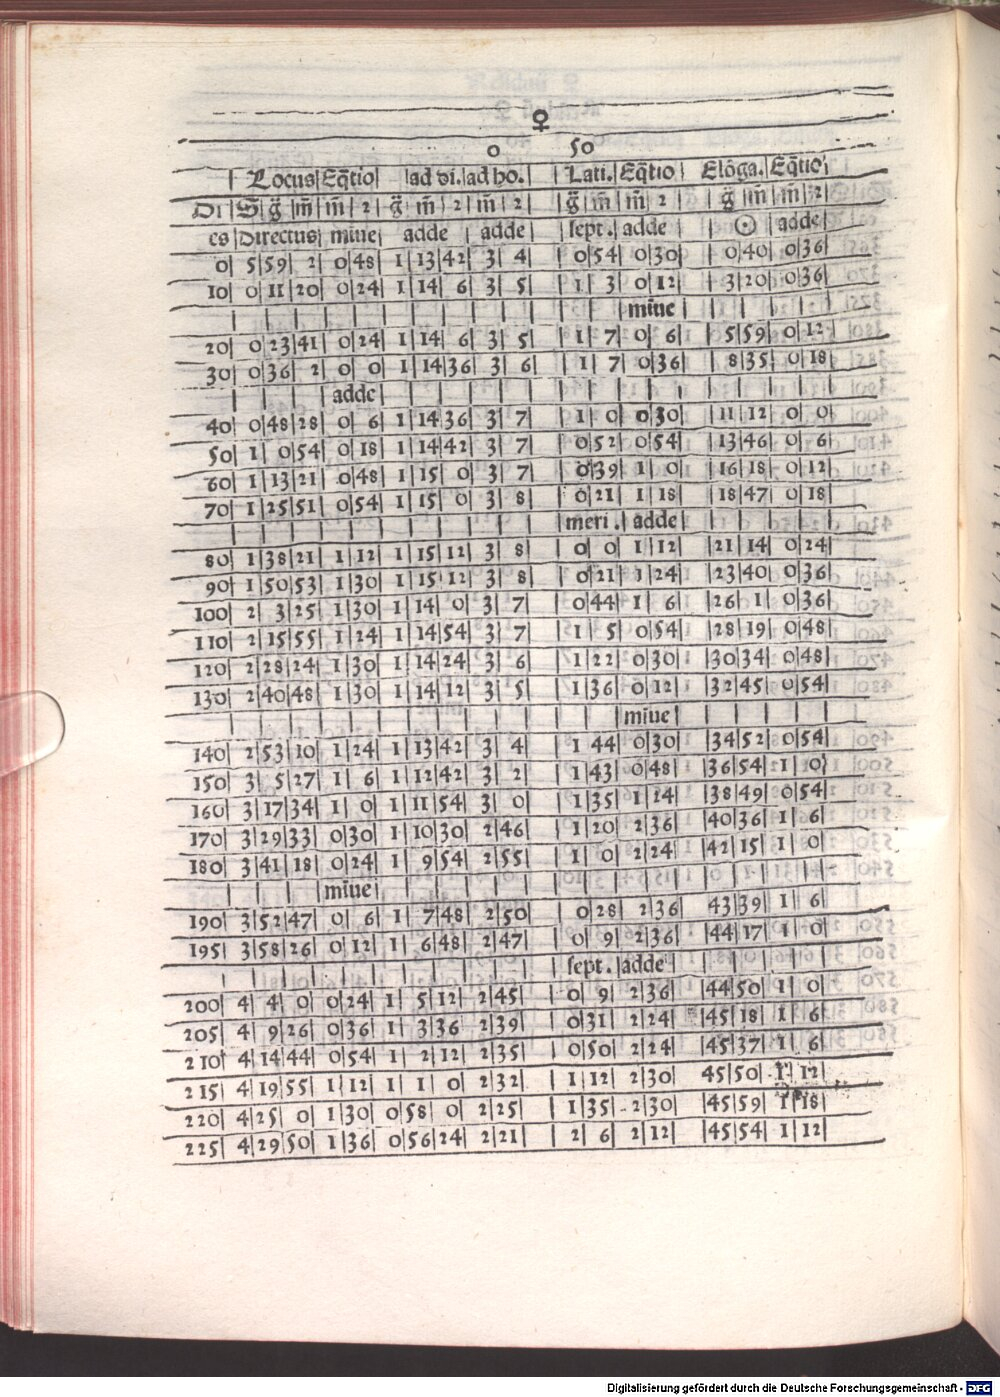 ♀
0 50
| Locus|Eq̃tio |ad di.|ad ho. | Lati.|Eq̃tio | Elõga.|Eq̃tio
Di |S̃|g̃|m̃|m̃|2|g̃|m̃|2|m̃|2| |g̃|m̃|m̃|2 |g̃|m̃|m̃|2
es |Directus|miue| adde | adde | |sept.|adde | ☉ |adde
0| 5|59| 2| 0|48| 1|13|42| 3| 4| | 0|54| 0|30| | 0|40| 0|36|
10| 0|11|20| 0|24| 1|14| 6| 3| 5| | 1| 3| 0|12| | 3|20| 0|36|
miue
20| 0|23|41| 0|24| 1|14| 6| 3| 5| | 1| 7| 0| 6| | 5|59| 0|12|
30| 0|36| 2| 0| 0| 1|14|36| 3| 6| | 1| 7| 0|36| | 8|35| 0|18|
adde
40| 0|48|28| 0| 6| 1|14|36| 3| 7| | 1| 0| 0|30| |11|12| 0| 0|
50| 1| 0|54| 0|18| 1|14|42| 3| 7| | 0|52| 0|54| |13|46| 0| 6|
60| 1|13|21| 0|48| 1|15| 0| 3| 7| | 0|39| 1| 0| |16|18| 0|12|
70| 1|25|51| 0|54| 1|15| 0| 3| 8| | 0|21| 1|18| |18|47| 0|18|
meri. |adde|
80| 1|38|21| 1|12| 1|15|12| 3| 8| | 0| 0| 1|12| |21|14| 0|24|
90| 1|50|53| 1|30| 1|15|12| 3| 8| | 0|21| 1|24| |23|40| 0|36|
100| 2| 3|25| 1|30| 1|14| 0| 3| 7| | 0|44| 1| 6| |26| 1| 0|36|
110| 2|15|55| 1|24| 1|14|54| 3| 7| | 1| 5| 0|54| |28|19| 0|48|
120| 2|28|24| 1|30| 1|14|24| 3| 6| | 1|22| 0|30| |30|34| 0|48|
130| 2|40|48| 1|30| 1|14|12| 3| 5| | 1|36| 0|12| |32|45| 0|54|
miue
140| 2|53|10| 1|24| 1|13|42| 3| 4| | 1 44| 0|30| |34|52| 0|54|
150| 3| 5|27| 1| 6| 1|12|42| 3| 2| | 1|43| 0|48| |36|54| 1| 0|
160| 3|17|34| 1| 0| 1|11|54| 3| 0| | 1|35| 1|24| |38|49| 0|54|
170| 3|29|33| 0|30| 1|10|30| 2|46| | 1|20| 2|36| |40|36| 1| 6|
180| 3|41|18| 0|24| 1| 9|54| 2|55| | 1| 0| 2|24| |42|15| 1| 0|
miue
190| 3|52|47| 0| 6| 1| 7|48| 2|50| | 0|28| 2|36| 43|39| 1| 6|
195| 3|58|26| 0|12| 1| 6|48| 2|47| | 0| 9| 2|36| |44|17| 1| 0|
sept. |adde
200| 4| 4| 0| 0|24| 1| 5|12| 2|45| | 0| 9| 2|36| |44|50| 1| 0|
205| 4| 9|26| 0|36| 1| 3|36| 2|39| | 0|31| 2|24| |45|18| 1| 6|
210| 4|14|44| 0|54| 1| 2|12| 2|35| | 0|50| 2|24| |45|37| 1| 6|
215| 4|19|55| 1|12| 1| 1| 0| 2|32| | 1|12| 2|30| 45|50| 1| 12|
220| 4|25| 0| 1|30| 0|58| 0| 2|25| | 1|35| 2|30| |45|59| 1|18|
225| 4|29|50| 1|36| 0|56|24| 2|21| | 2| 6| 2|12| |45|54| 1|12|
Digitalisierung gefördert durch die Deutsche Forschungsgemeinschaft - DFG